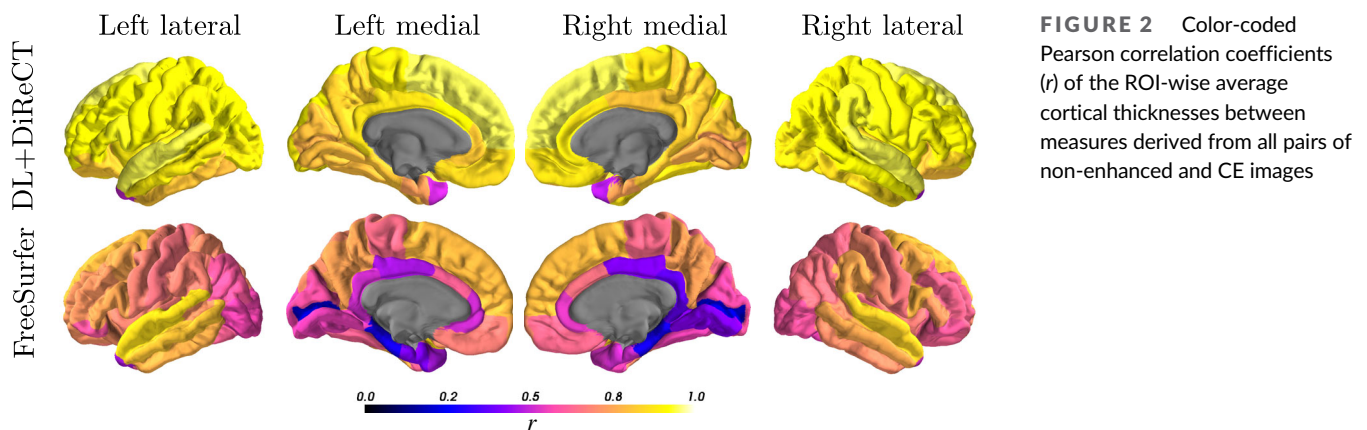 Left lateral
Left medial
Right medial
Right lateral
DL+DiReCT
FreeSurfer
0.0
0.2
0.5
0.8
1.0
r
FIGURE 2 Color-coded
Pearson correlation coefficients
(r) of the ROI-wise average
cortical thicknesses between
measures derived from all pairs of
non-enhanced and CE images